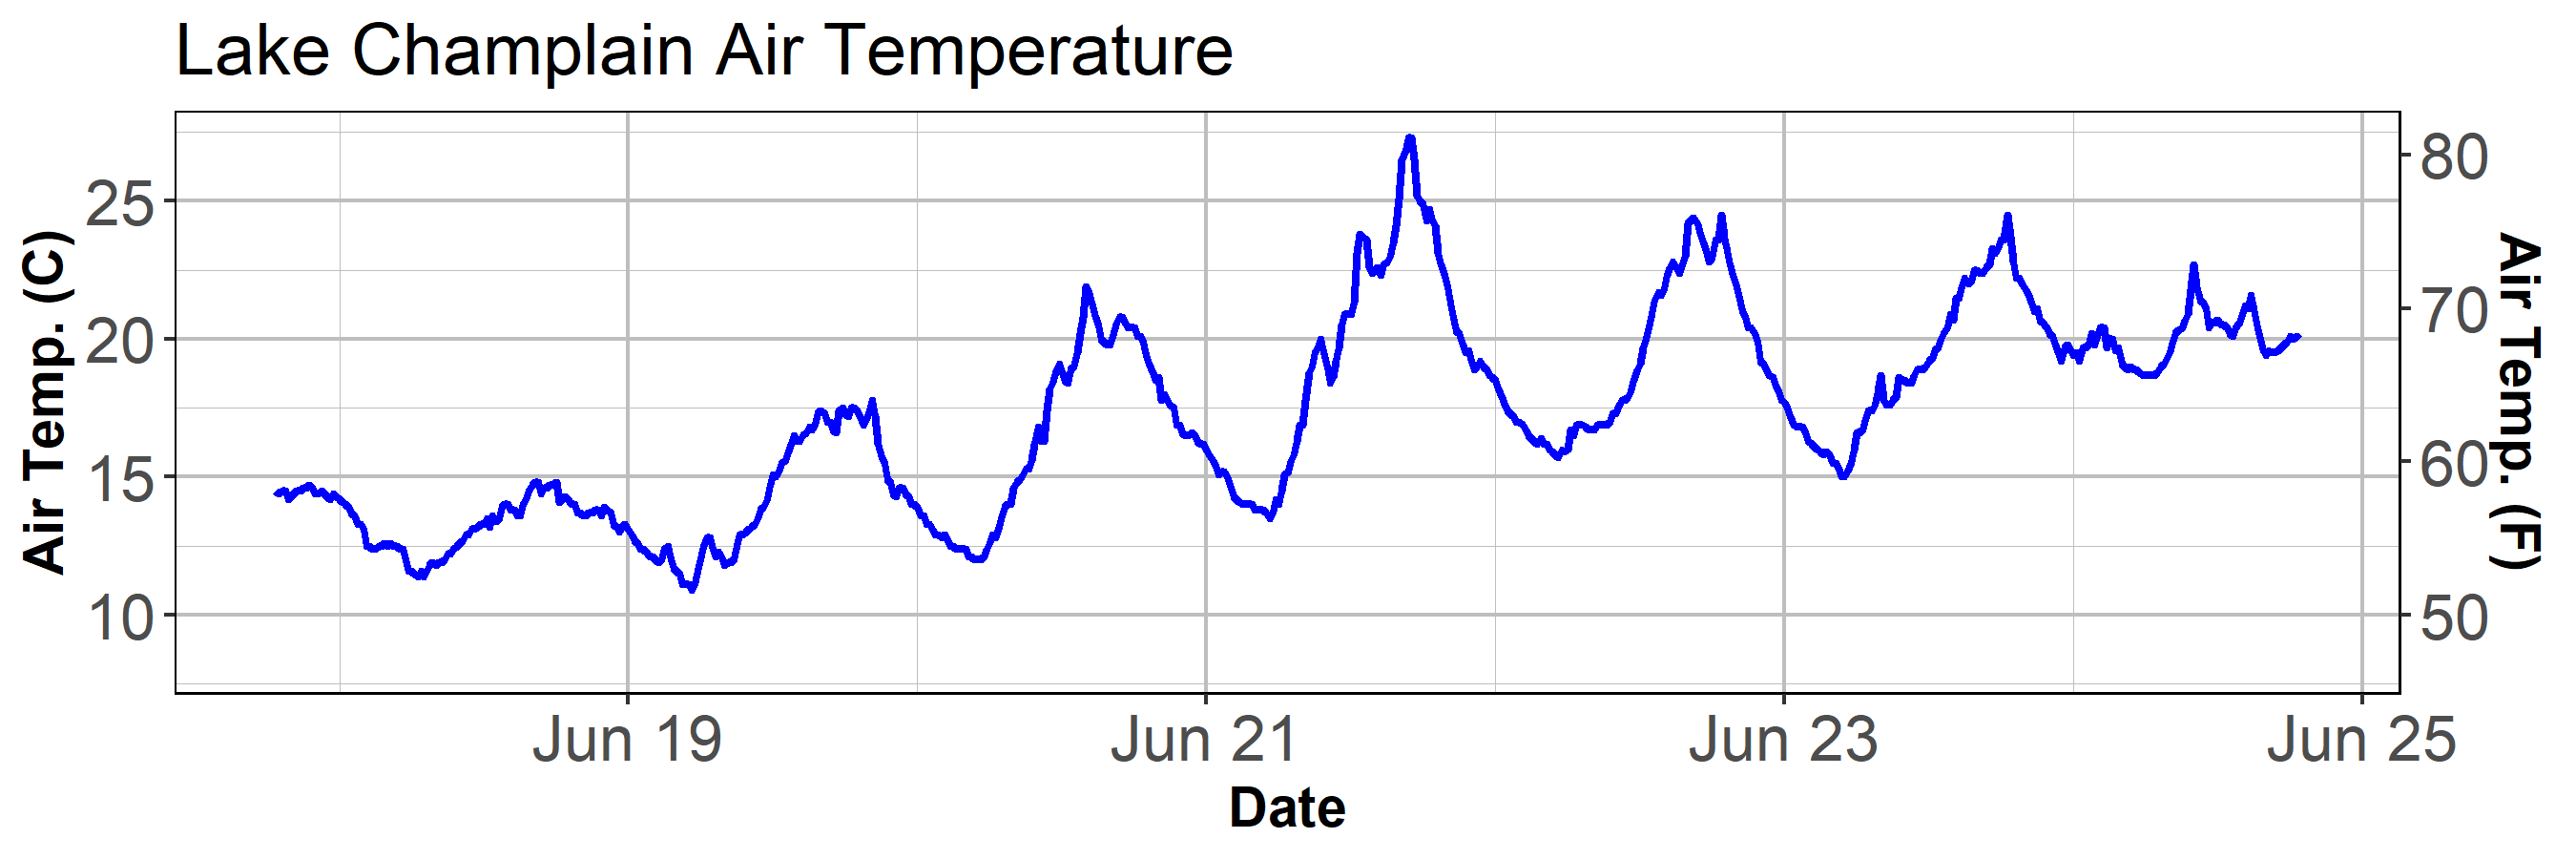 Lake Champlain Air Temperature
Air Temp. (C)
25
20
15
10
80
70
60
50
Air Temp. (F)
Jun 19
Jun 21
Jun 23
Jun 25
Date